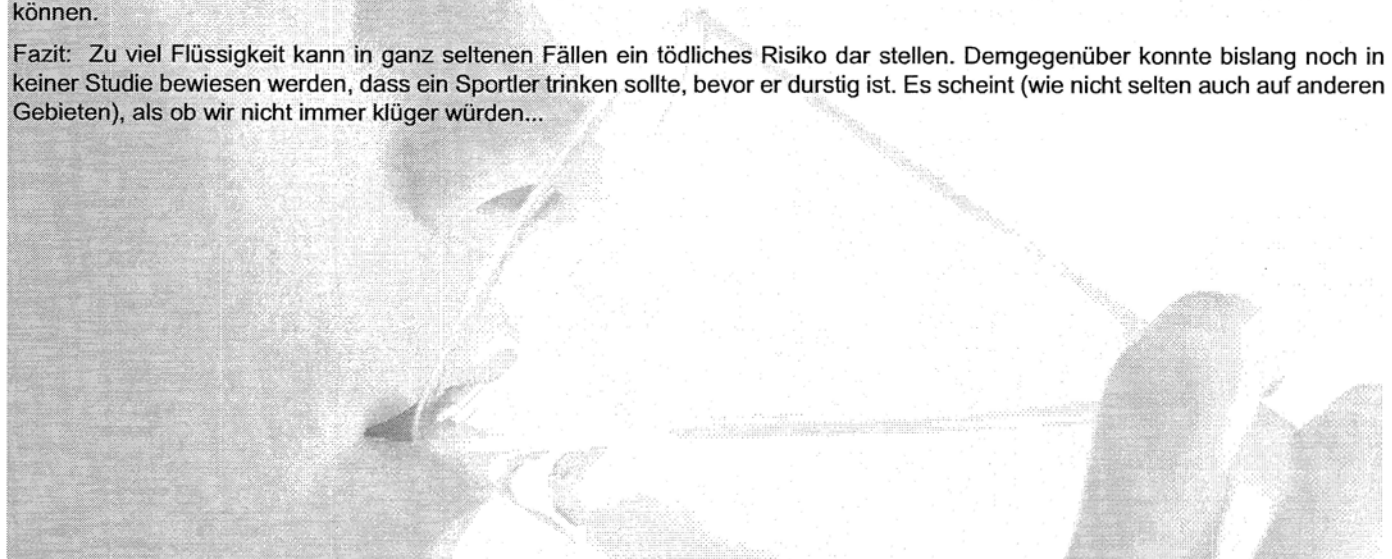 können.
Fazit: Zu viel Flüssigkeit kann in ganz seltenen Fällen ein tödliches Risiko dar stellen. Demgegenüber konnte bislang noch in
keiner Studie bewiesen werden, dass ein Sportler trinken sollte, bevor er durstig ist. Es scheint (wie nicht selten auch auf anderen
Gebieten), als ob wir nicht immer klüger würden...